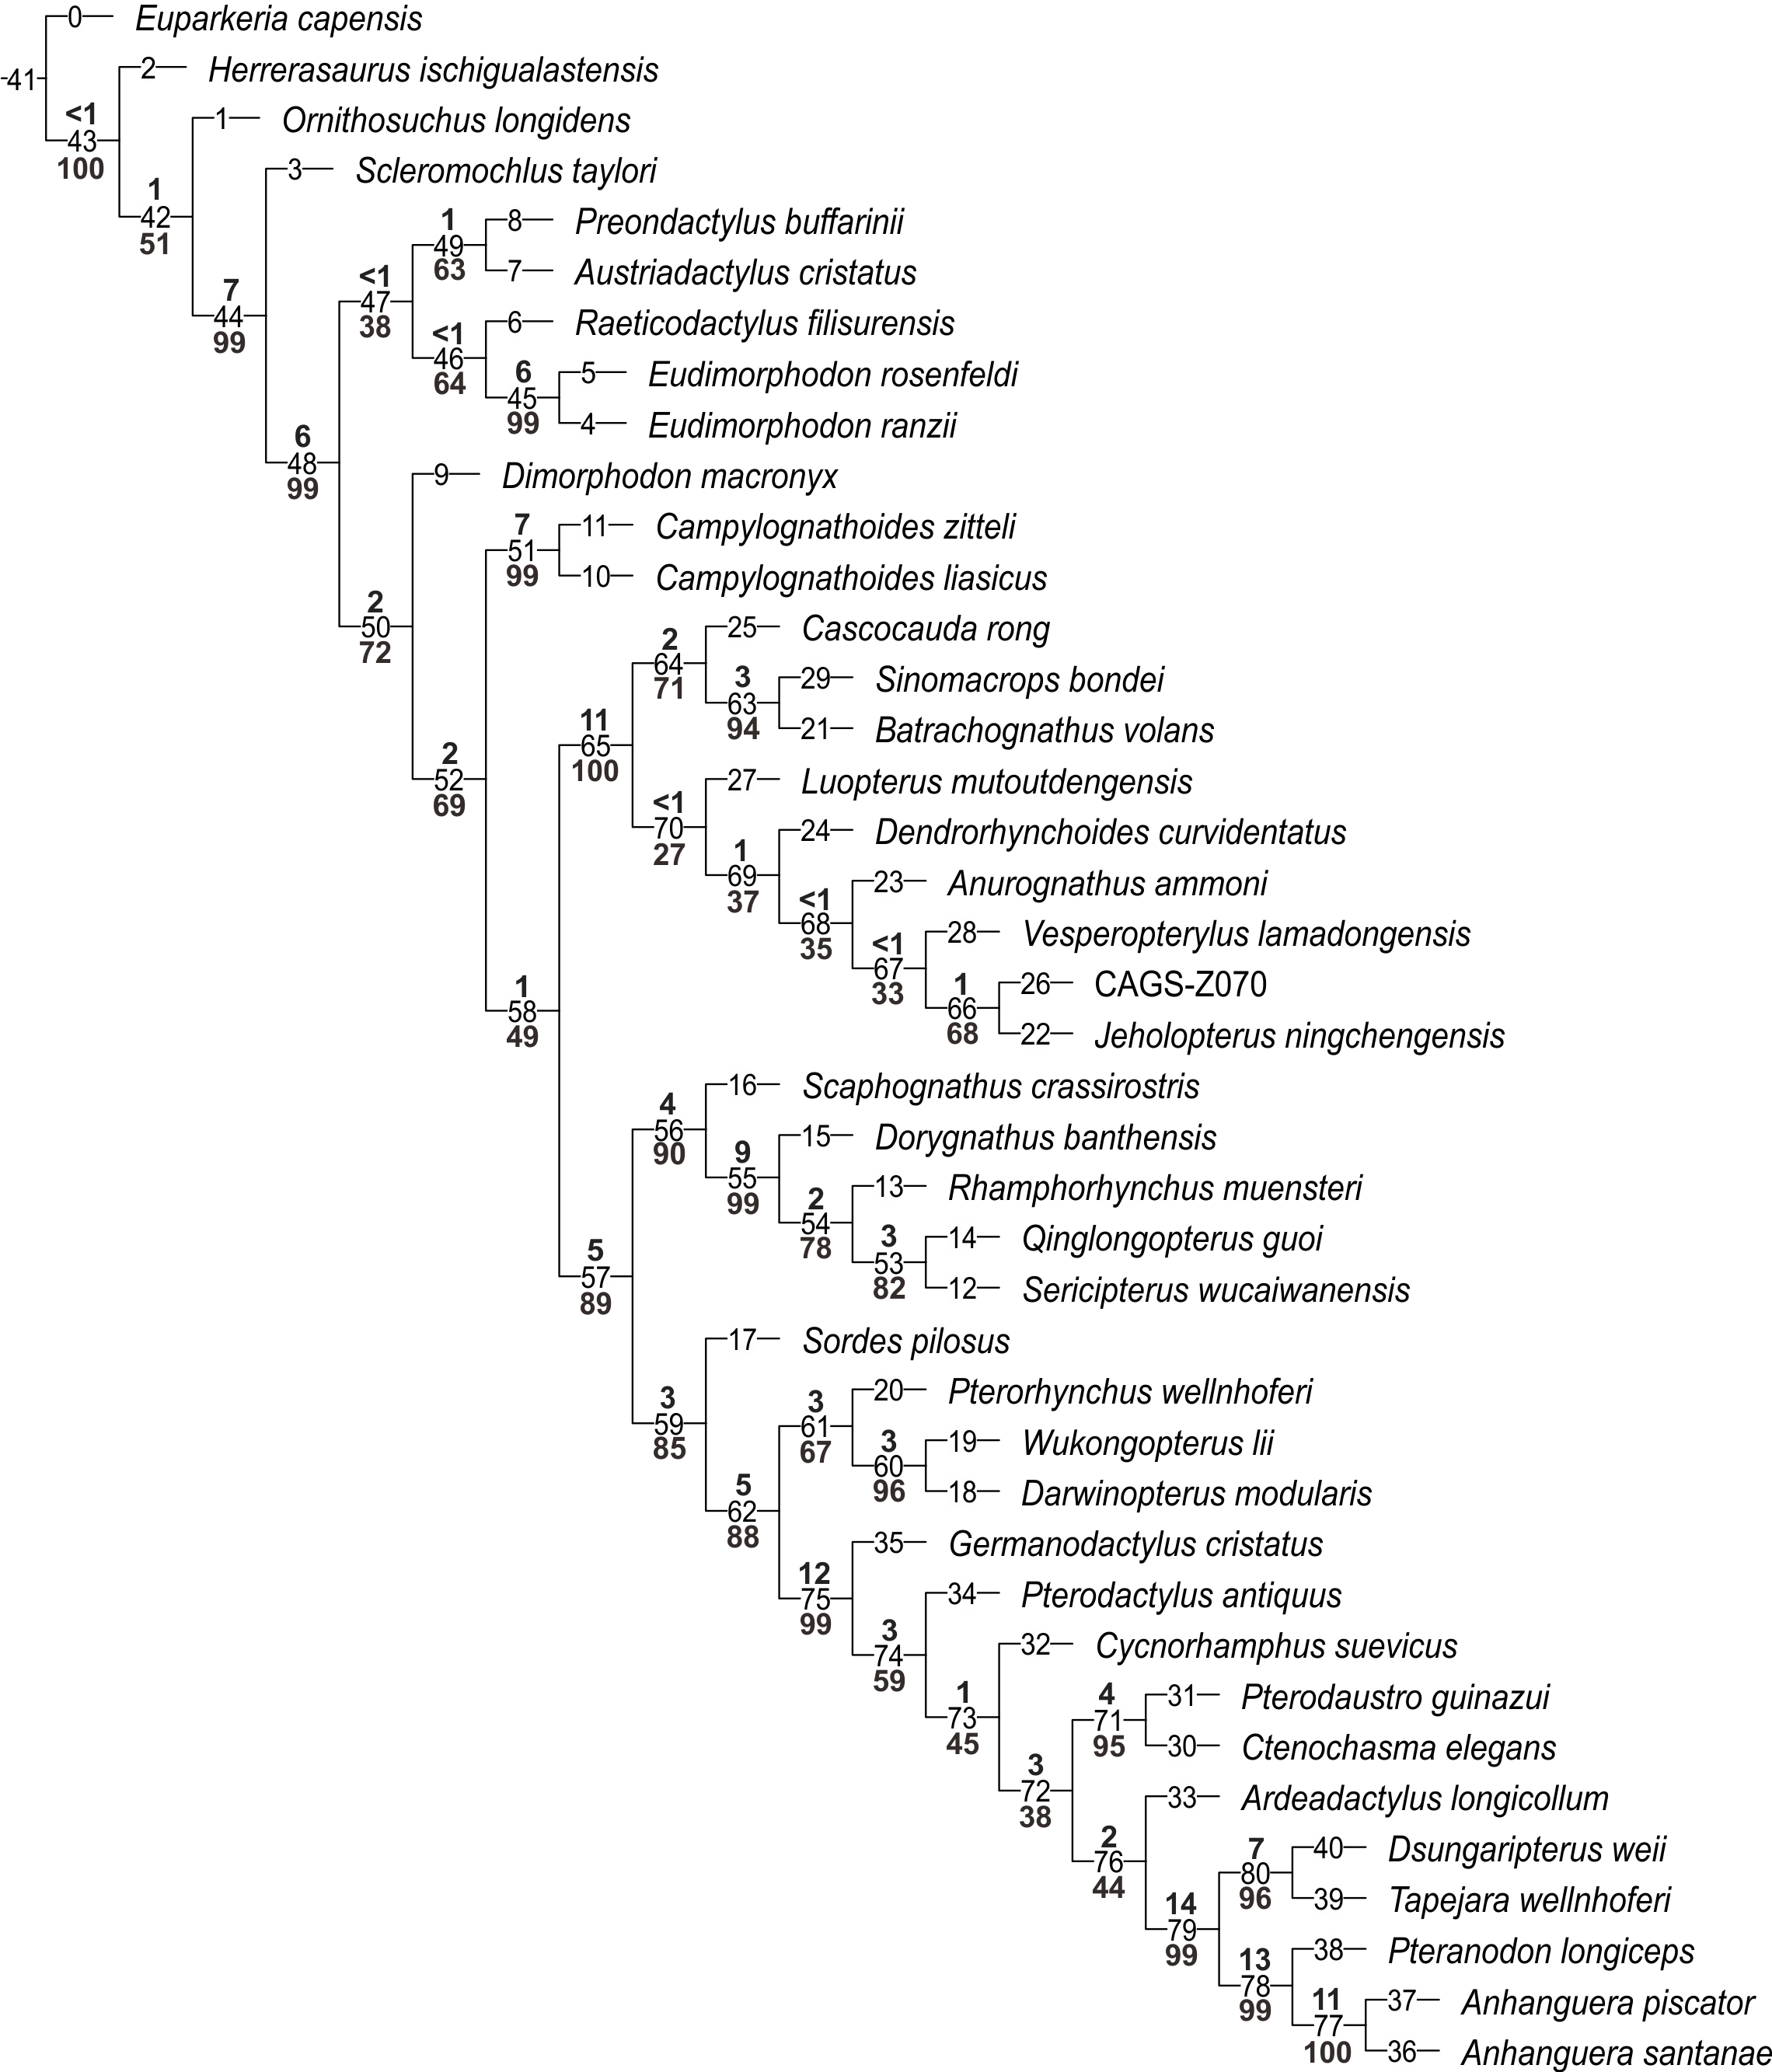 0 Euparkeria capensis
2 Herrerasaurus ischigualastensis
-41
<1
1 Ornithosuchus longidens
43
100
3 Scleromochlus taylori
1
42
51
8 Preondactylus buffarinii
1
49
63
7 Austriadactylus cristatus
<1
47
38
7
44
99
6 Raeticodactylus filisurensis
<1
46
64
5 Eudimorphodon rosenfeldi
6
45
99
4 Eudimorphodon ranzii
6
48
99
9 Dimorphodon macronyx
11 Campylognathoides zitteli
7
51
99
10 Campylognathoides liasicus
2
50
72
25 Cascocauda rong
2
64
71
29 Sinomacrops bondei
3
63
94
21 Batrachognathus volans
11
65
100
2
52
69
27 Luopterus mutoutdengensis
<1
70
27
24 Dendrorhynchoides curvidentatus
1
69
37
23 Anurognathus ammoni
<1
68
35
28 Vesperopterylus lamadongensis
<1
67
33
26 CAGS-Z070
1
66
68
22 Jeholopterus ningchengensis
1
58
49
16 Scaphognathus crassirostris
4
56
90
15 Dorygnathus banthensis
9
55
99
13 Rhamphorhynchus muensteri
2
54
78
14 Qinglongopterus guoi
3
53
82
12 Sericipterus wucaiwanensis
5
57
89
17 Sordes pilosus
3
59
85
20 Pterorhynchus wellnhoferi
3
61
67
19 Wukongopterus lii
3
60
96
18 Darwinopterus modularis
5
62
88
35 Germanodactylus cristatus
12
75
99
34 Pterodactylus antiquus
3
74
59
32 Cycnorhamphus suevicus
1
73
45
31 Pterodaustro guinazui
4
71
95
30 Ctenochasma elegans
3
72
38
33 Ardeadactylus longicollum
2
76
44
40 Dsungaripterus weii
7
80
96
39 Tapejara wellnhoferi
14
79
99
38 Pteranodon longiceps
13
78
99
37 Anhanguera piscator
11
77
100
36 Anhanguera santanae